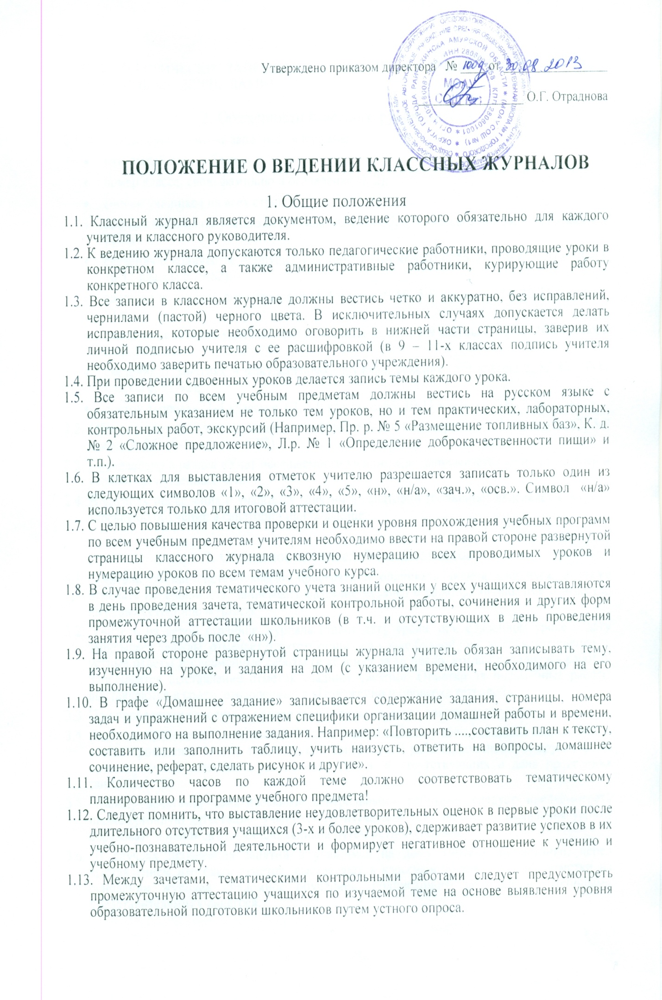 Утверждено приказом директора № 100д от 30.08.2013
О.Г. Отраднова
МОАУ
СОШ №1
ПОЛОЖЕНИЕ О ВЕДЕНИИ КЛАССНЫХ ЖУРНАЛОВ
1. Общие положения
1.1. Классный журнал является документом, ведение которого обязательно для каждого
учителя и классного руководителя.
1.2. К ведению журнала допускаются только педагогические работники, проводящие уроки в
конкретном классе, а также административные работники, курирующие работу
конкретного класса.
1.3. Все записи в классном журнале должны вестись четко и аккуратно, без исправлений,
чернилами (пастой) черного цвета. В исключительных случаях допускается делать
исправления, которые необходимо оговорить в нижней части страницы, заверив их
личной подписью учителя с ее расшифровкой (в 9 – 11-х классах подпись учителя
необходимо заверить печатью образовательного учреждения).
1.4. При проведении сдвоенных уроков делается запись темы каждого урока.
1.5. Все записи по всем учебным предметам должны вестись на русском языке с
обязательным указанием не только тем уроков, но и тем практических, лабораторных,
контрольных работ, экскурсий (Например, Пр. р. № 5 «Размещение топливных баз», К. д.
№ 2 «Сложное предложение», Л.р. № 1 «Определение доброкачественности пищи» и
т.п.).
1.6. В клетках для выставления отметок учителю разрешается записать только один из
следующих символов «1», «2», «3», «4», «5», «н», «н/а», «зач.», «осв.». Символ «н/а»
используется только для итоговой аттестации.
1.7. С целью повышения качества проверки и оценки уровня прохождения учебных программ
по всем учебным предметам учителям необходимо ввести на правой стороне развернутой
страницы классного журнала сквозную нумерацию всех проводимых уроков и
нумерацию уроков по всем темам учебного курса.
1.8. В случае проведения тематического учета знаний оценки у всех учащихся выставляются
в день проведения зачета, тематической контрольной работы, сочинения и других форм
промежуточной аттестации школьников (в т.ч. и отсутствующих в день проведения
занятия через дробь после «н»).
1.9. На правой стороне развернутой страницы журнала учитель обязан записывать тему,
изученную на уроке, и задания на дом (с указанием времени, необходимого на его
выполнение).
1.10. В графе «Домашнее задание» записывается содержание задания, страницы, номера
задач и упражнений с отражением специфики организации домашней работы и времени,
необходимого на выполнение задания. Например: «Повторить ....,составить план к тексту,
составить или заполнить таблицу, учить наизусть, ответить на вопросы, домашнее
сочинение, реферат, сделать рисунок и другие».
1.11. Количество часов по каждой теме должно соответствовать тематическому
планированию и программе учебного предмета!
1.12. Следует помнить, что выставление неудовлетворительных оценок в первые уроки после
длительного отсутствия учащихся (3-х и более уроков), сдерживает развитие успехов в их
учебно-познавательной деятельности и формирует негативное отношение к учению и
учебному предмету.
1.13. Между зачетами, тематическими контрольными работами следует предусмотреть
промежуточную аттестацию учащихся по изучаемой теме на основе выявления уровня
образовательной подготовки школьников путем устного опроса.